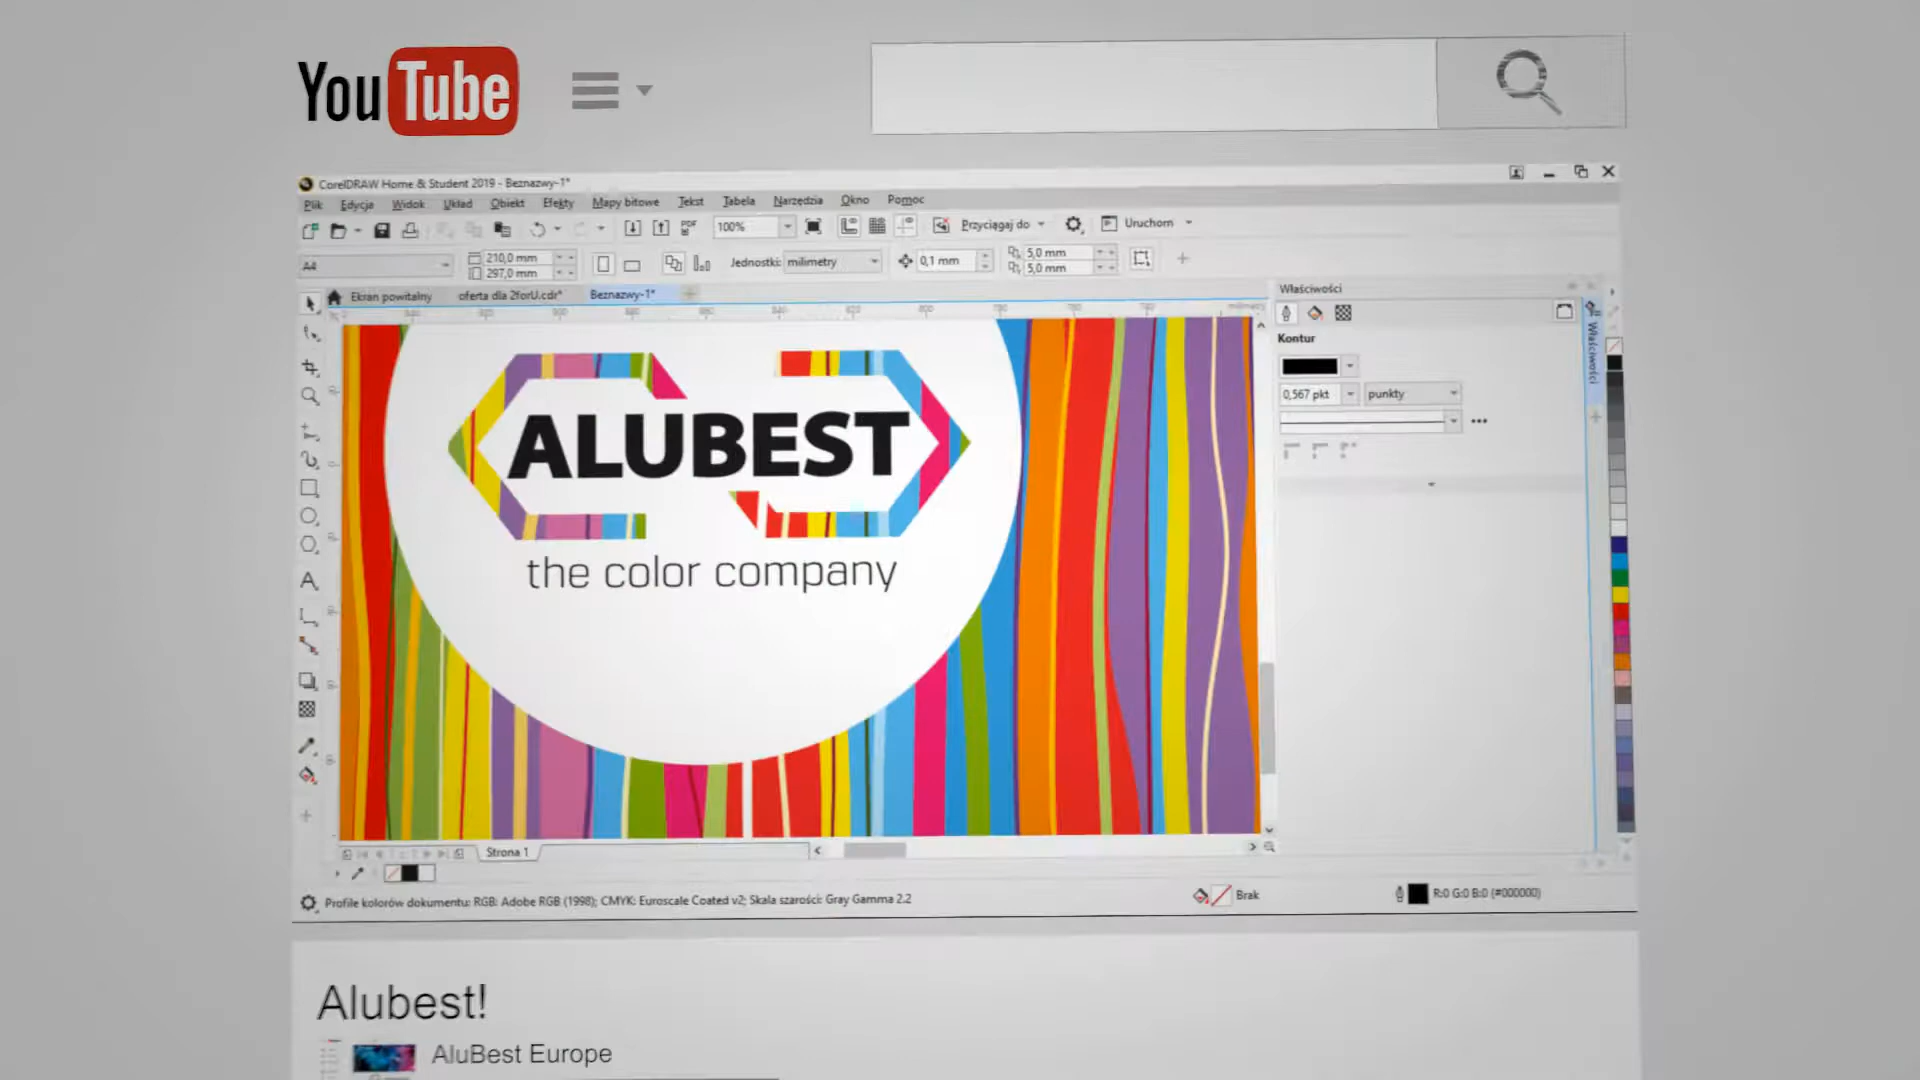 YouTube
CorelDRAW Home & Student 2019 - Beznazwy-1*
Plik Edycja Widok Układ Obiekt Efekty Mapy bitowe Tekst Tabela Narzędzia Okno Pomoc
PDF 100% Przyciągaj do Uruchom
A4 210,0 mm 297,0 mm Jednostki: milimetry 0,1 mm 5,0 mm 5,0 mm
Ekran powitalny oferta dla 2forU.cdr* Beznazwy-1*
Właściwości
Kontur
0,567 pkt punkty
Właściwości
ALUBEST
the color company
Strona 1
Profile kolorów dokumentu: RGB: Adobe RGB (1998); CMYK: Euroscale Coated v2; Skala szarości: Gray Gamma 2.2 Brak R:0 G:0 B:0 (#000000)
Alubest!
AluBest Europe